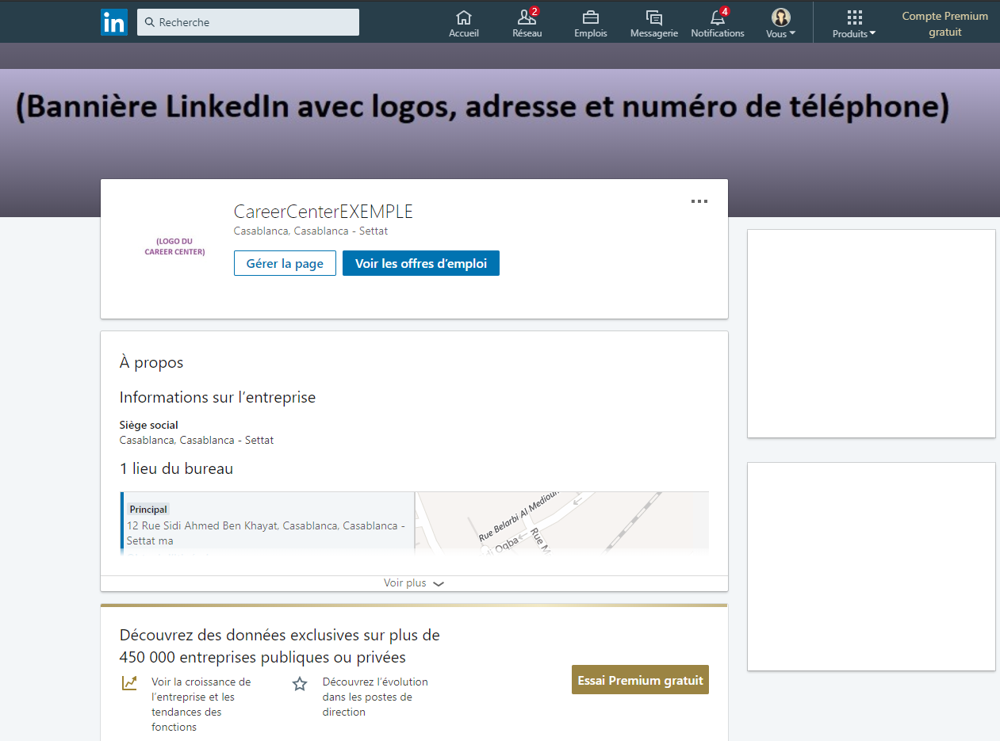 in
Recherche
Accueil
2
Réseau
Emplois
Messagerie
4
Notifications
Vous
Produits
Compte Premium
gratuit
(Bannière LinkedIn avec logos, adresse et numéro de téléphone)
(LOGO DU
CAREER CENTER)
CareerCenterEXEMPLE
Casablanca, Casablanca - Settat
Gérer la page
Voir les offres d’emploi
À propos
Informations sur l’entreprise
Siège social
Casablanca, Casablanca - Settat
1 lieu du bureau
Principal
12 Rue Sidi Ahmed Ben Khayat, Casablanca, Casablanca -
Settat ma
Rue Belarbi Al Mediouni
Oqba
Rue M
Voir plus
Découvrez des données exclusives sur plus de
450 000 entreprises publiques ou privées
Voir la croissance de
l’entreprise et les
tendances des
fonctions
Découvrez l’évolution
dans les postes de
direction
Essai Premium gratuit